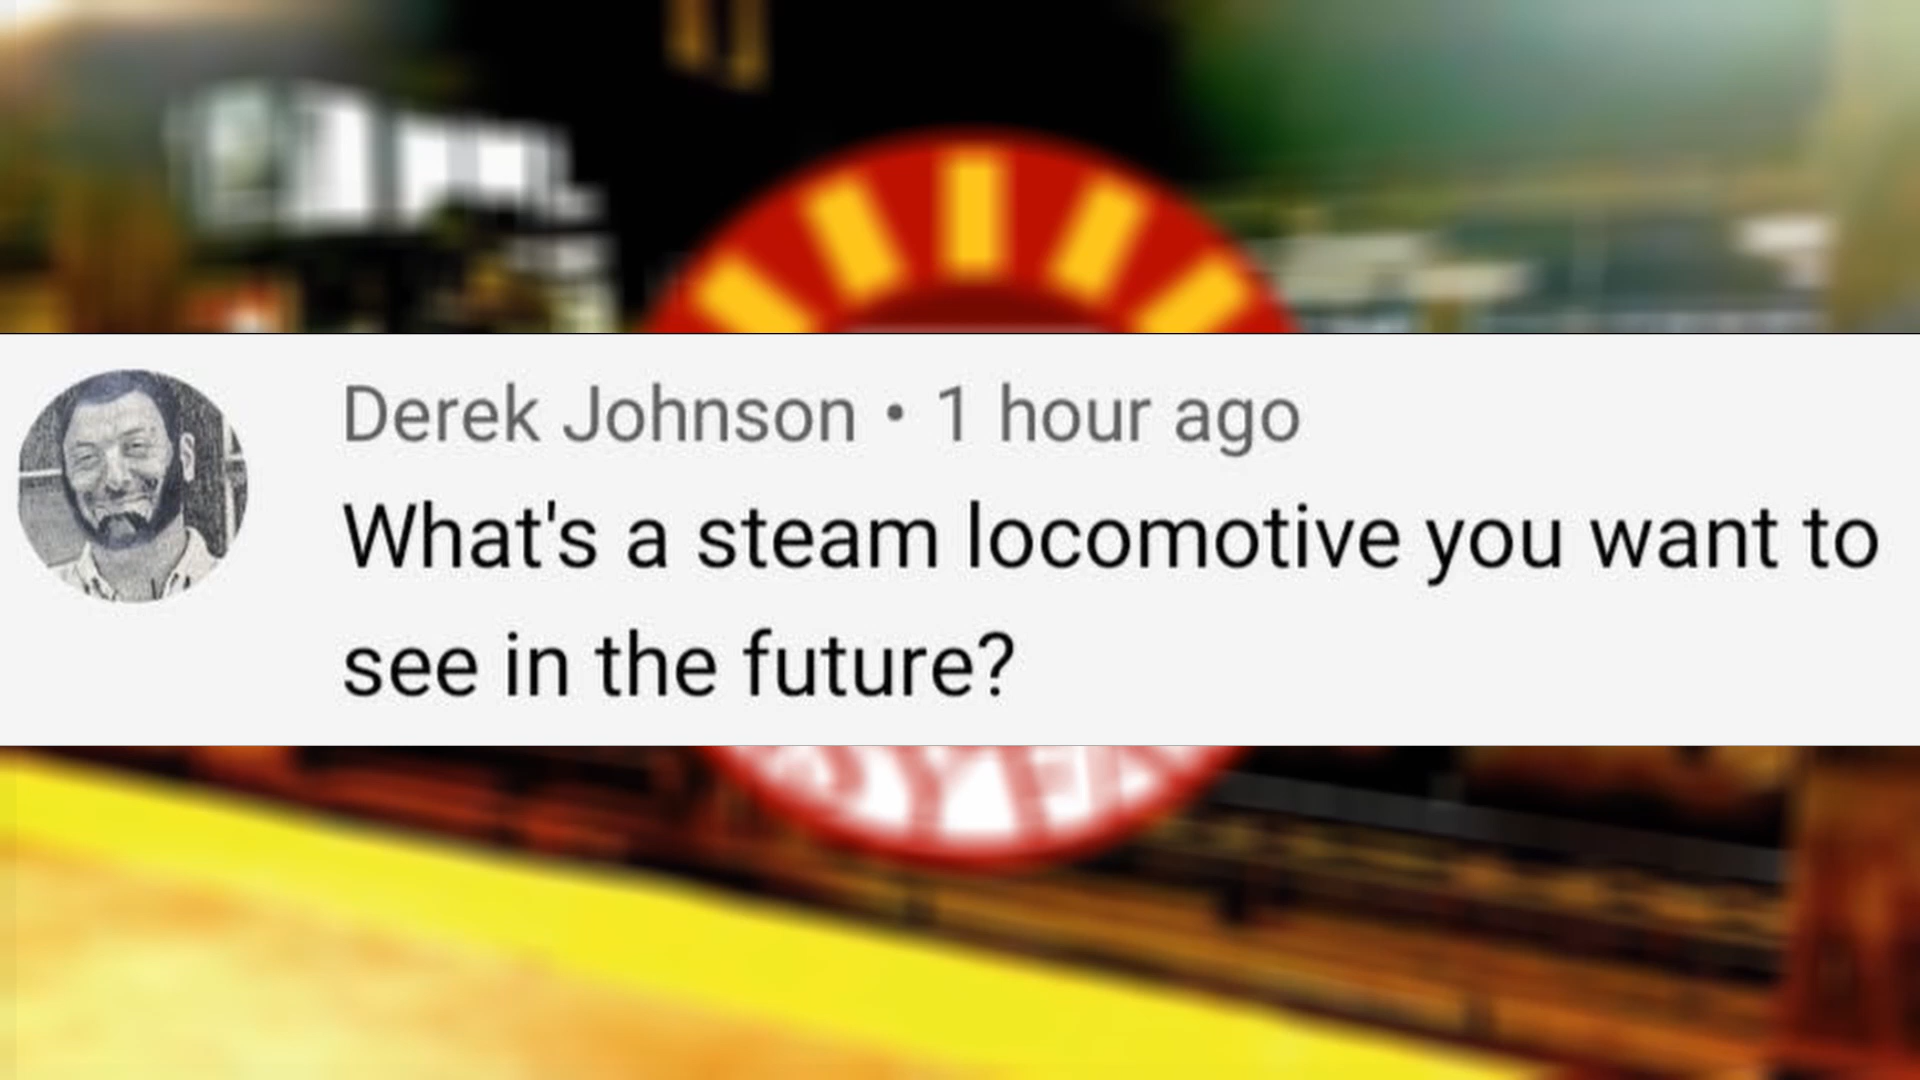 Derek Johnson • 1 hour ago
What's a steam locomotive you want to
see in the future?